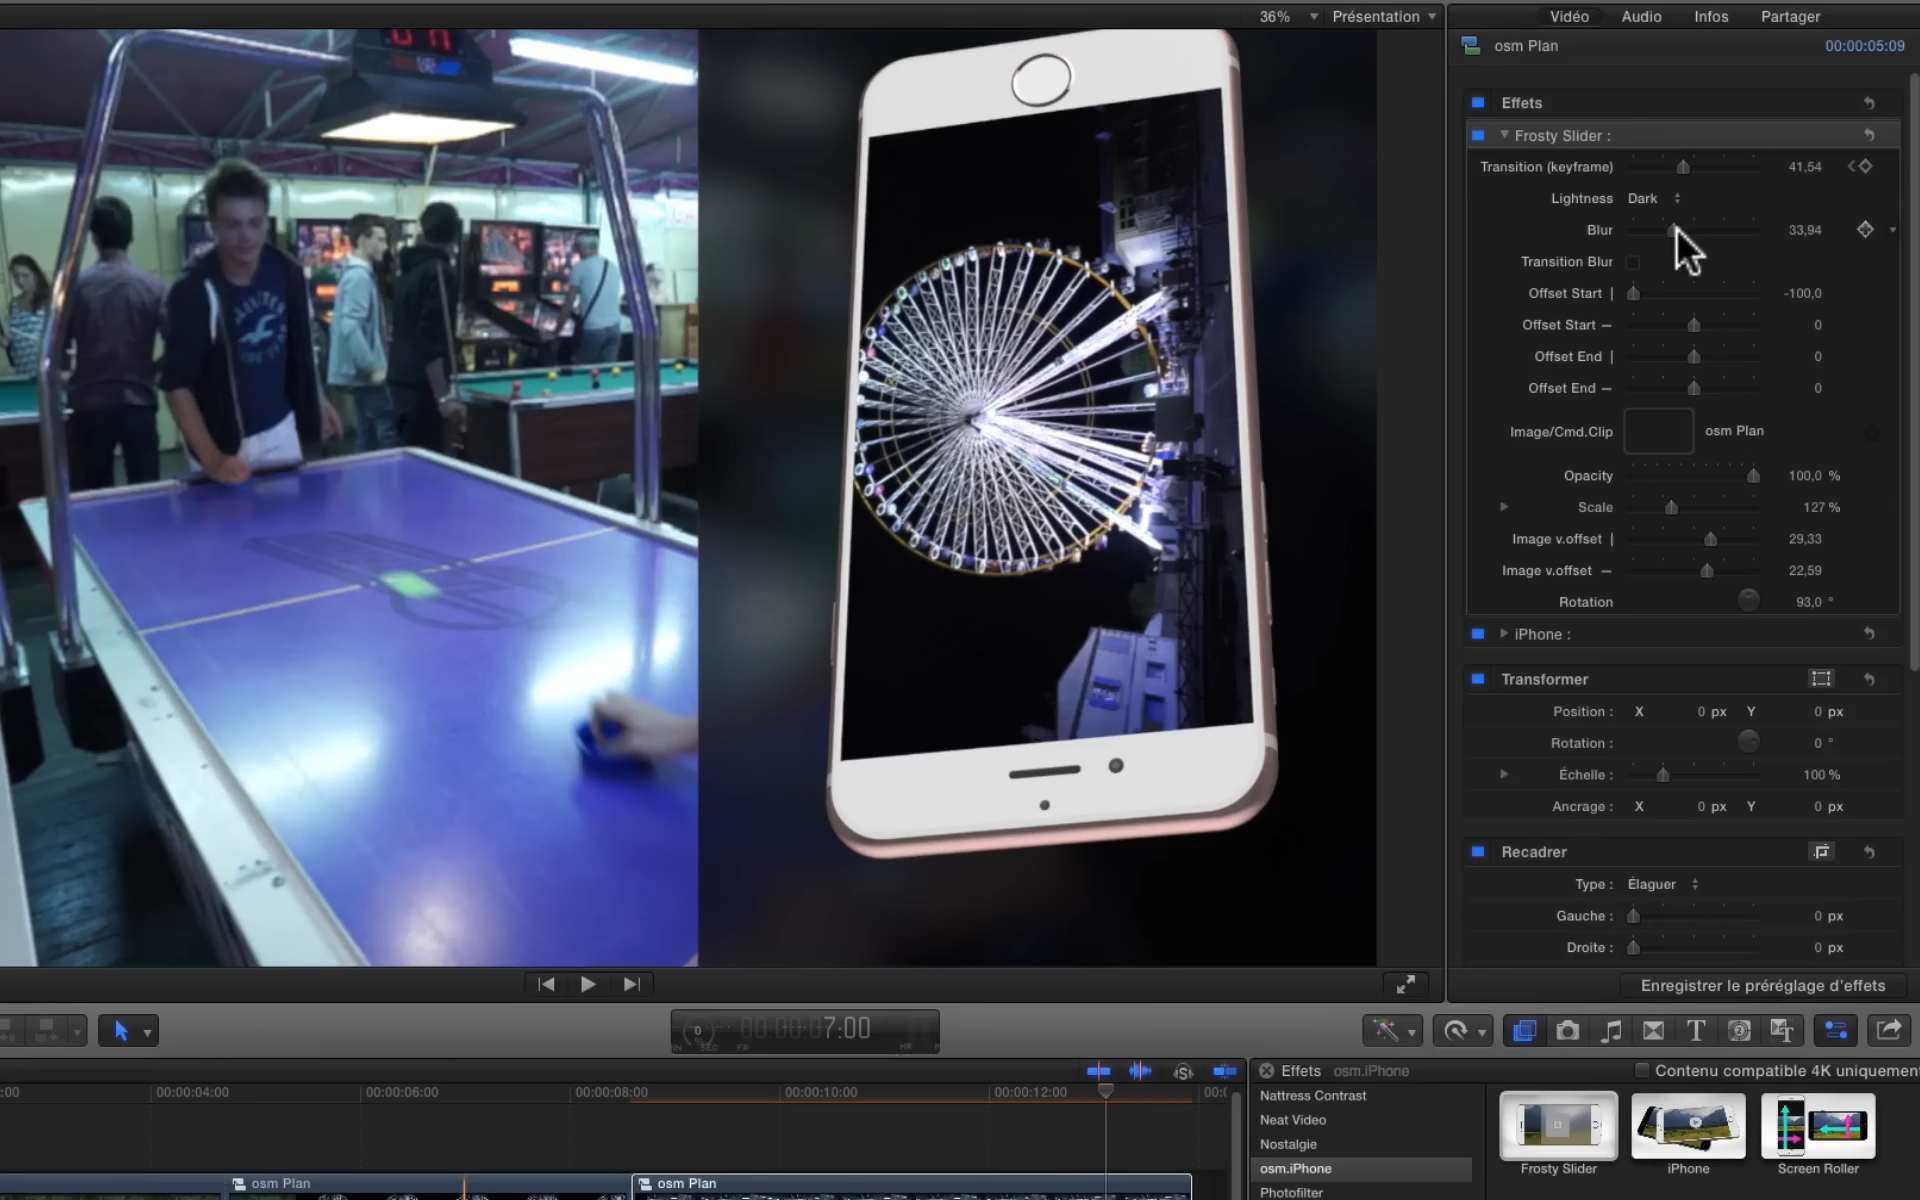 36% Présentation
Vidéo Audio Infos Partager
osm Plan 00:00:05:09
Effets
Frosty Slider :
Transition (keyframe) 41,54
Lightness Dark
Blur 33,94
Transition Blur
Offset Start | -100,0
Offset Start — 0
Offset End | 0
Offset End — 0
Image/Cmd.Clip osm Plan
Opacity 100,0 %
Scale 127 %
Image v.offset | 29,33
Image v.offset — 22,59
Rotation 93,0 °
iPhone :
Transformer
Position : X 0 px Y 0 px
Rotation : 0 °
Échelle : 100 %
Ancrage : X 0 px Y 0 px
Recadrer
Type : Élaguer
Gauche : 0 px
Droite : 0 px
Enregistrer le préréglage d'effets
7:00
SEC FR HR
:00 00:00:04:00 00:00:06:00 00:00:08:00 00:00:10:00 00:00:12:00
Effets osm.iPhone Contenu compatible 4K uniquement
Nattress Contrast
Neat Video
Nostalgie
osm.iPhone
Photofilter
Frosty Slider iPhone Screen Roller
osm Plan osm Plan